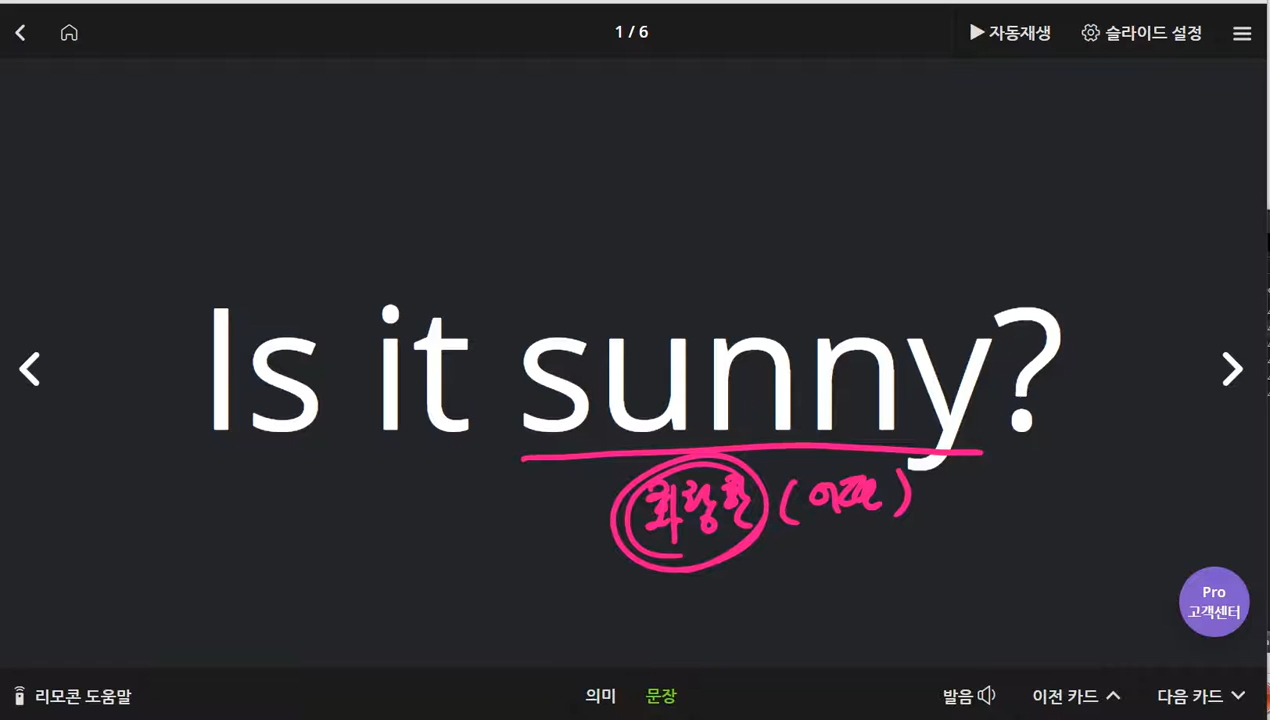 1 / 6
자동재생
슬라이드 설정
Is it sunny?
화창한
Pro
고객센터
리모콘 도움말
의미
문장
발음
이전 카드
다음 카드